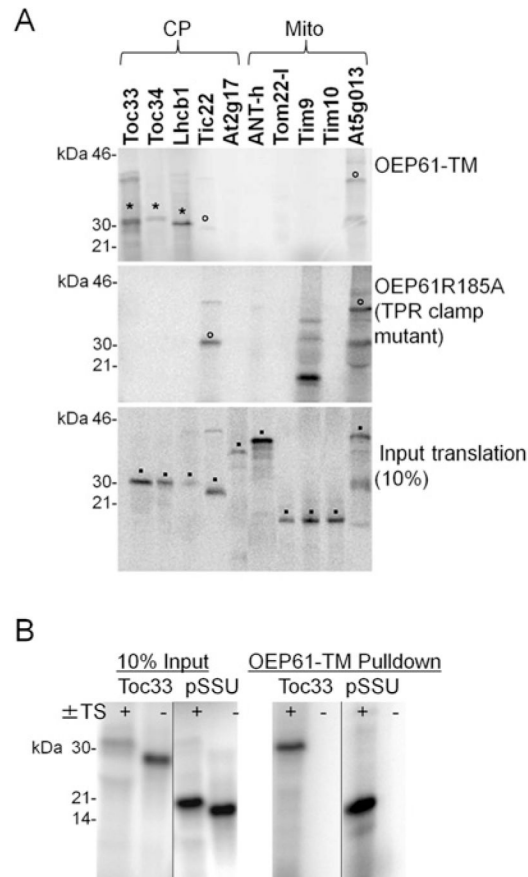 A
CP Mito
Toc33 Toc34 Lhcb1 Tic22 At2g17 ANT-h Tom22-I Tim9 Tim10 At5g013
kDa 46-
30-
21-
OEP61-TM
* * *
kDa 46-
30-
21-
OEP61R185A
(TPR clamp
mutant)
kDa 46-
30-
21-
Input translation
(10%)
B
10% Input OEP61-TM Pulldown
Toc33 pSSU Toc33 pSSU
±TS + - + - + - + -
kDa 30-
21-
14-